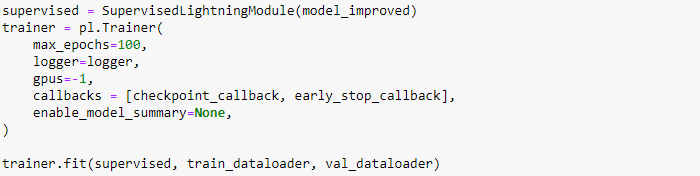 supervised = SupervisedLightningModule(model_improved)
trainer = pl.Trainer(
    max_epochs=100,
    logger=logger,
    gpus=-1,
    callbacks = [checkpoint_callback, early_stop_callback],
    enable_model_summary=None,
)
trainer.fit(supervised, train_dataloader, val_dataloader)